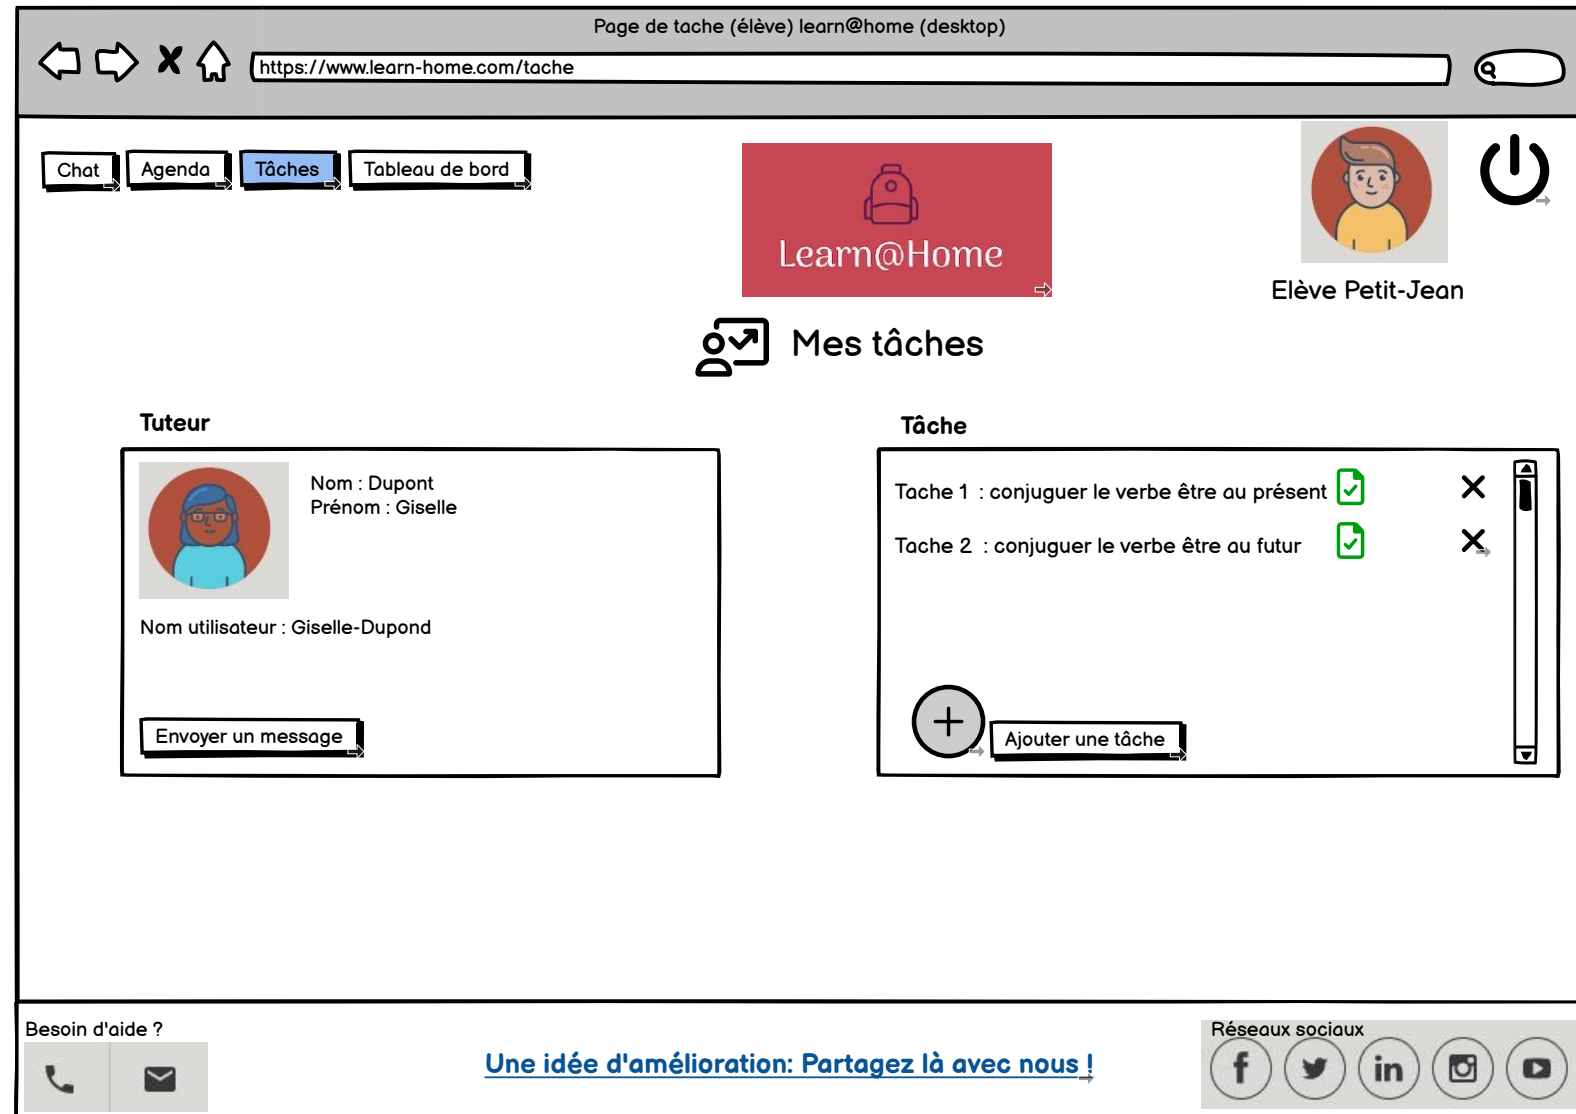 Page de tache (élève) learn@home (desktop)
https://www.learn-home.com/tache
Chat
Agenda
Tâches
Tableau de bord
Learn@Home
Elève Petit-Jean
Mes tâches
Tuteur
Nom : Dupont
Prénom : Giselle
Nom utilisateur : Giselle-Dupond
Envoyer un message
Tâche
Tache 1 : conjuguer le verbe être au présent
Tache 2 : conjuguer le verbe être au futur
Ajouter une tâche
Besoin d'aide ?
Une idée d'amélioration: Partagez là avec nous !
Réseaux sociaux